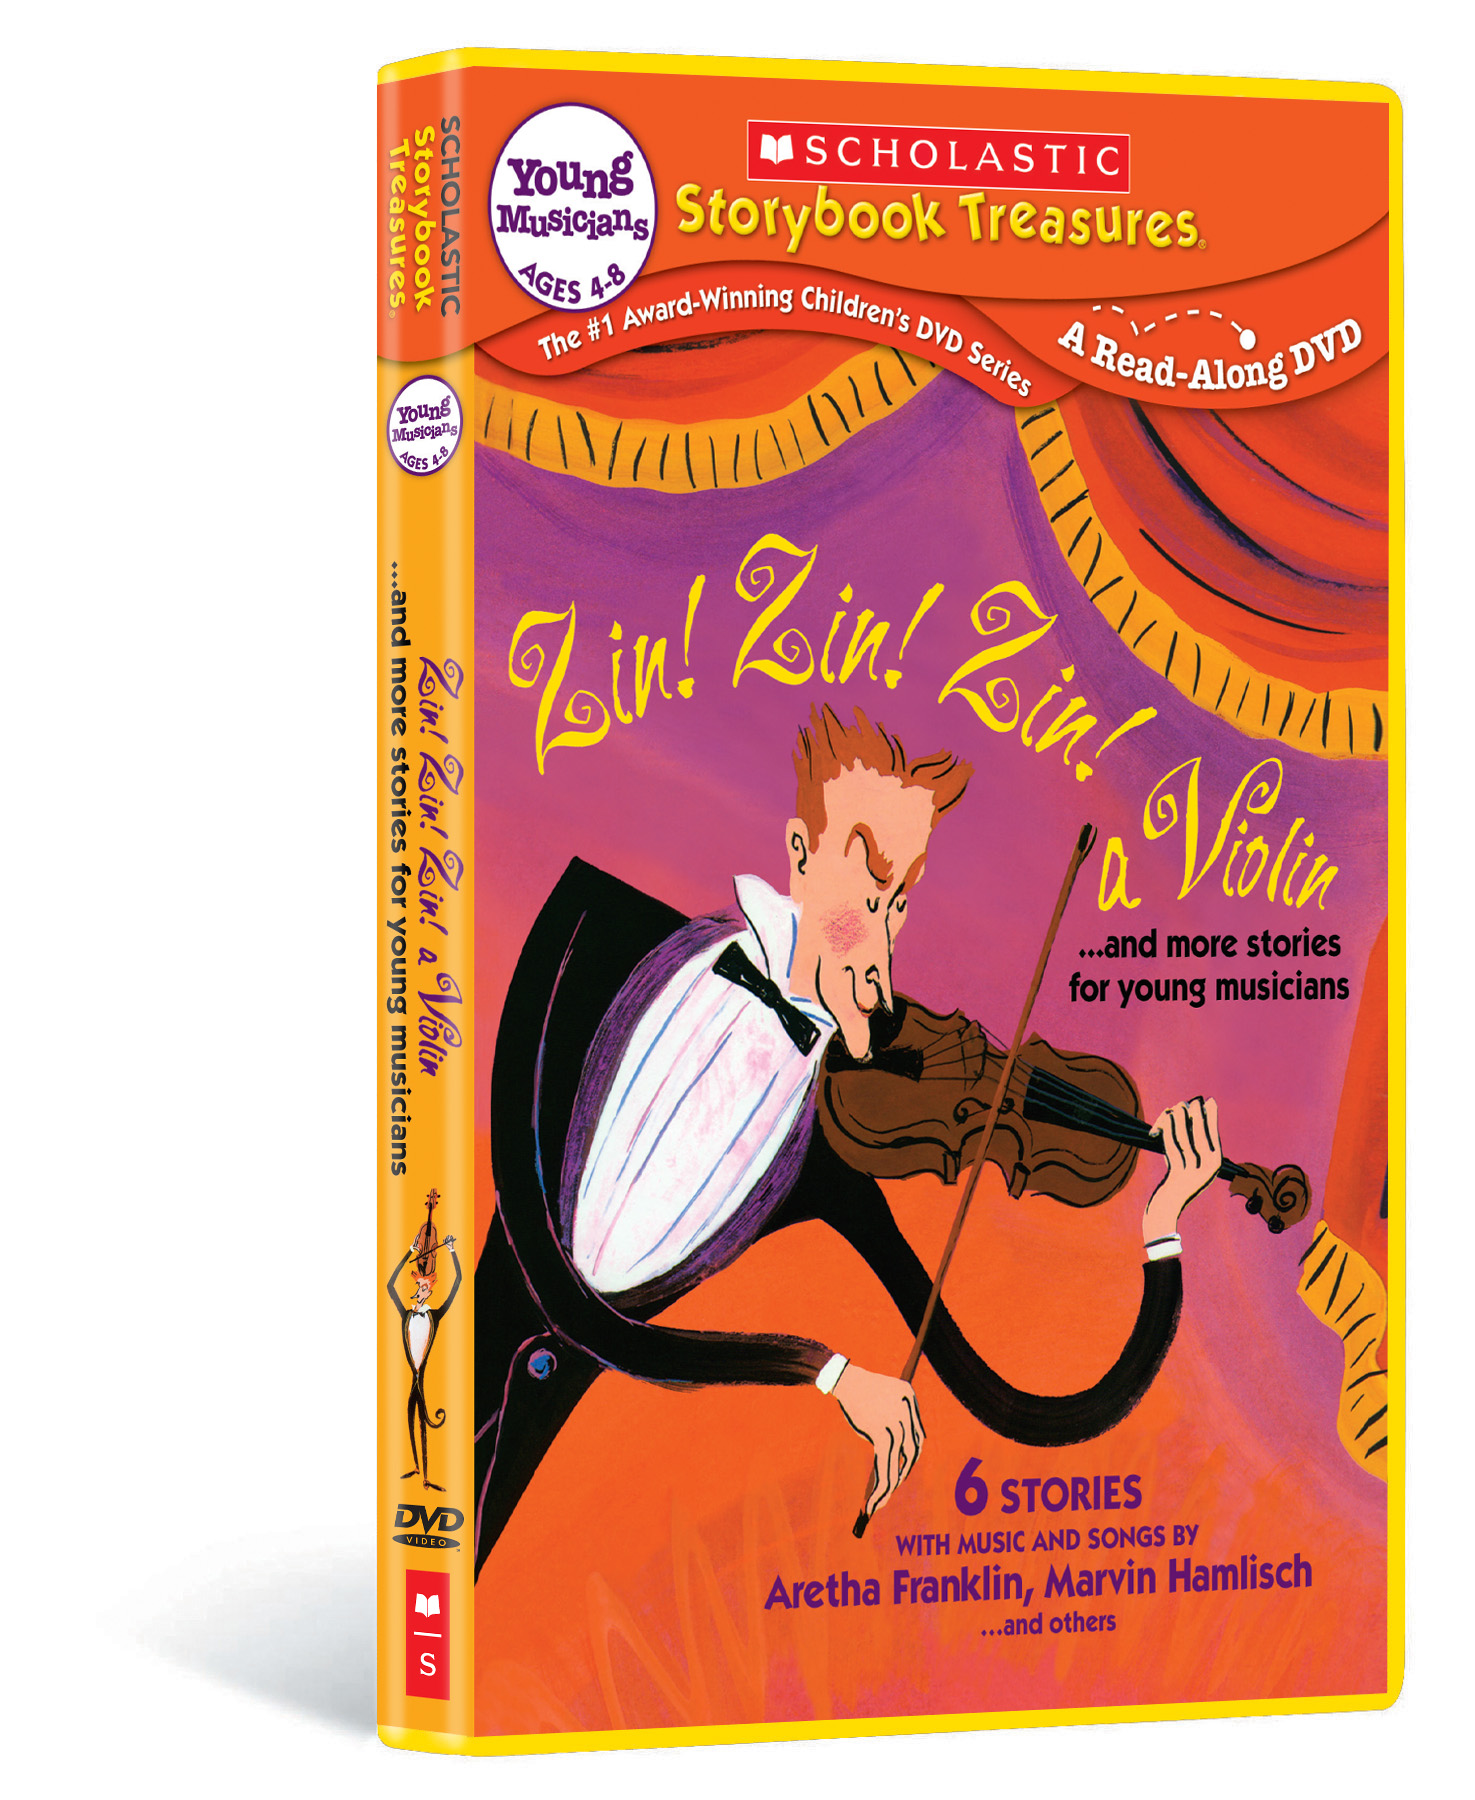 SCHOLASTIC
Storybook Treasures®
Young
Musicians
AGES 4-8
The #1 Award-Winning Children's DVD Series
A Read-Along DVD
Zin! Zin! Zin!
a Violin
...and more stories
for young musicians
6 STORIES
WITH MUSIC AND SONGS BY
Aretha Franklin, Marvin Hamlisch
...and others
SCHOLASTIC
Storybook
Treasures®
Young
Musicians
AGES 4-8
Zin! Zin! Zin! a Violin
...and more stories for young musicians
DVD
VIDEO
S